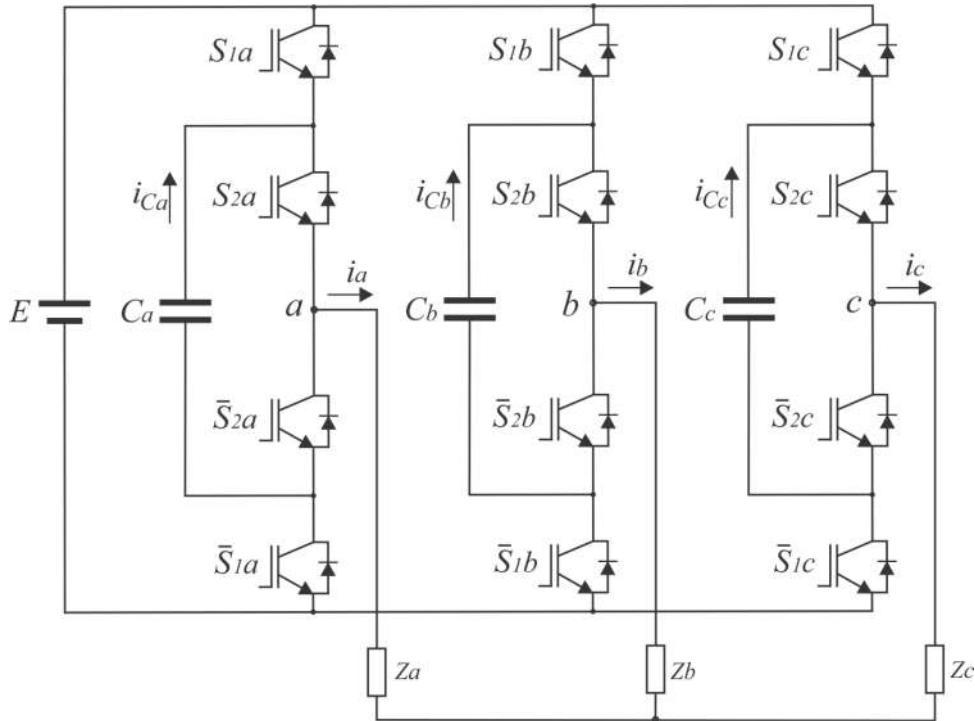 S1a S1b S1c
iCa S2a iCb S2b iCc S2c
ia ib ic
E Ca a Cb b Cc c
S̄2a S̄2b S̄2c
S̄1a S̄1b S̄1c
Za Zb Zc